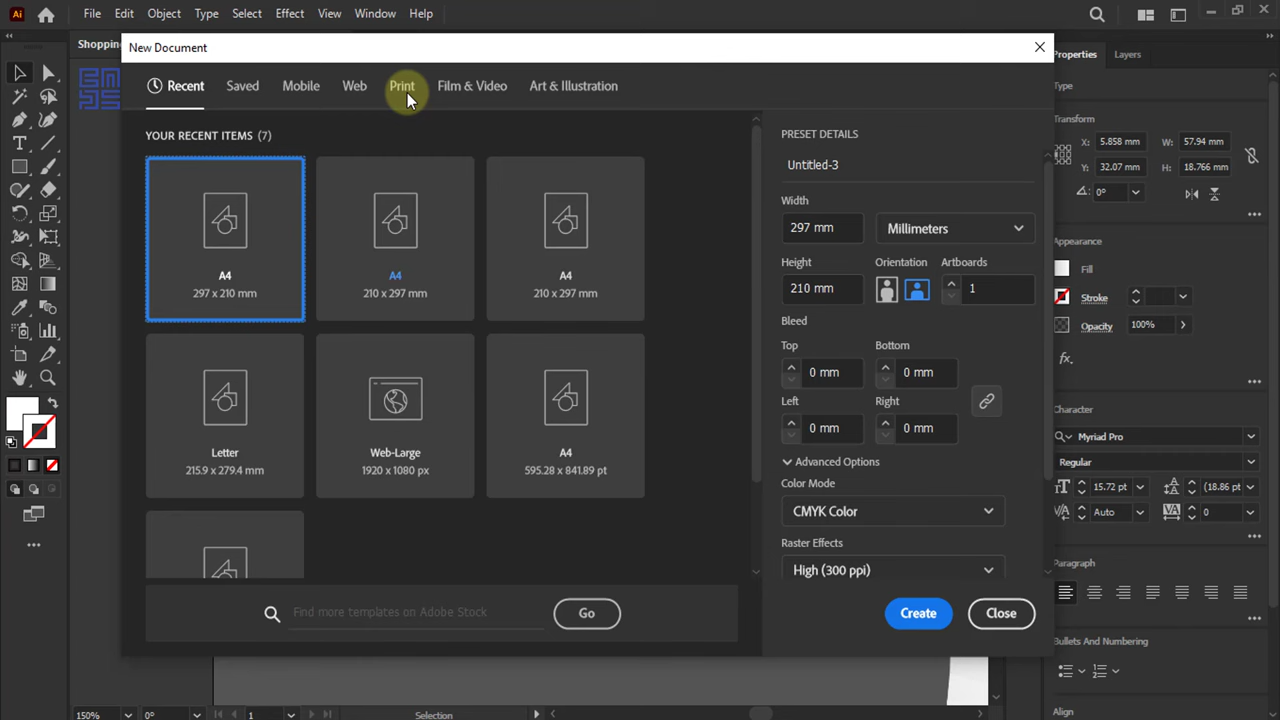 Ai File Edit Object Type Select Effect View Window Help
Shopping
New Document
Recent Saved Mobile Web Print Film & Video Art & Illustration
YOUR RECENT ITEMS (7)
A4
297 x 210 mm
A4
210 x 297 mm
A4
210 x 297 mm
Letter
215.9 x 279.4 mm
Web-Large
1920 x 1080 px
A4
595.28 x 841.89 pt
Find more templates on Adobe Stock
Go
PRESET DETAILS
Untitled-3
Width
297 mm Millimeters
Height Orientation Artboards
210 mm 1
Bleed
Top Bottom
0 mm 0 mm
Left Right
0 mm 0 mm
Advanced Options
Color Mode
CMYK Color
Raster Effects
High (300 ppi)
Create Close
Properties Layers
Transform
X: 5.858 mm W: 57.94 mm
Y: 32.07 mm H: 18.766 mm
0°
Appearance
Fill
Stroke
Opacity 100%
fx.
Character
Myriad Pro
Regular
15.72 pt (18.86 pt
Auto 0
Paragraph
Bullets And Numbering
Align
150% 0° 1 Selection